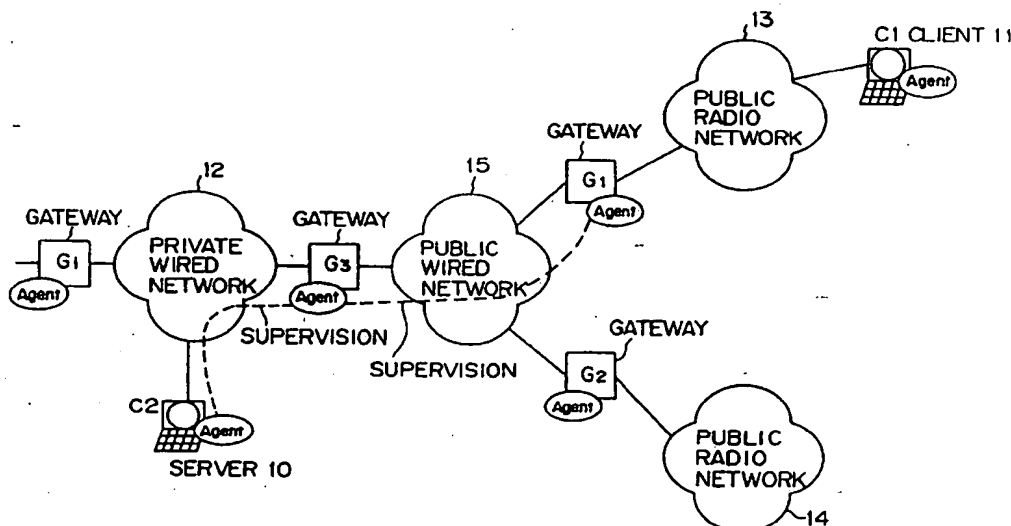 13
C1 CLIENT 11
Agent
PUBLIC
RADIO
NETWORK
GATEWAY
G1
Agent
15
12
GATEWAY
G1
Agent
PRIVATE
WIRED
NETWORK
GATEWAY
G3
Agent
PUBLIC
WIRED
NETWORK
SUPERVISION
SUPERVISION
GATEWAY
G2
Agent
C2
Agent
SERVER 10
PUBLIC
RADIO
NETWORK
14